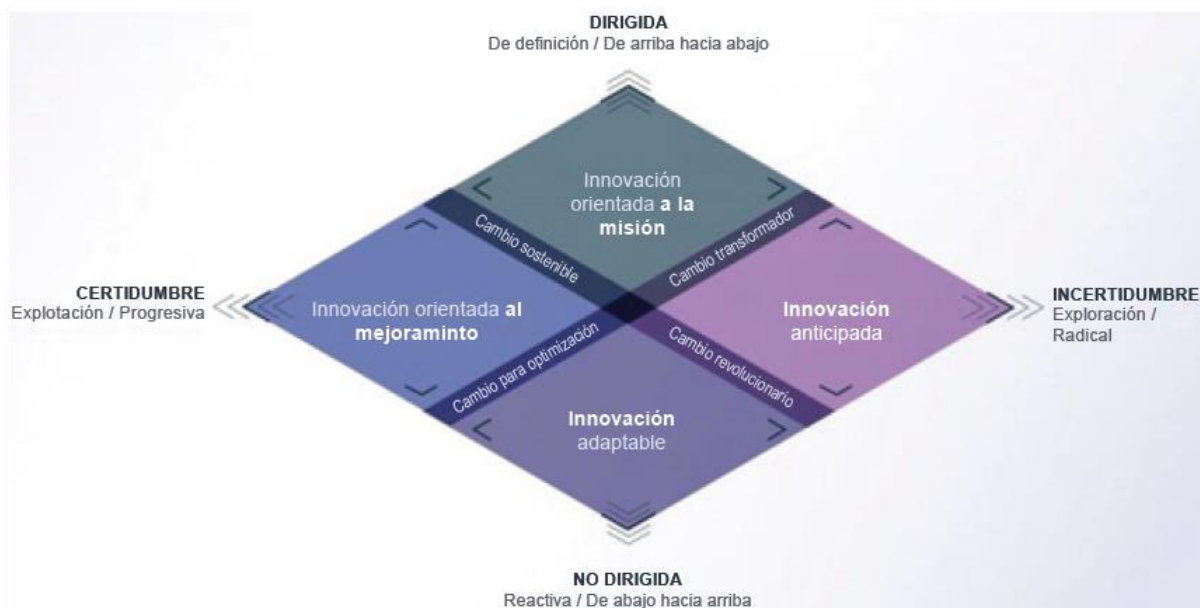 DIRIGIDA
De definición / De arriba hacia abajo
Innovación
orientada a la
misión
Cambio sostenible
Cambio transformador
CERTIDUMBRE
Explotación / Progresiva
Innovación orientada al
mejoraminto
Innovación
anticipada
INCERTIDUMBRE
Exploración /
Radical
Cambio para optimización
Cambio revolucionario
Innovación
adaptable
NO DIRIGIDA
Reactiva / De abajo hacia arriba